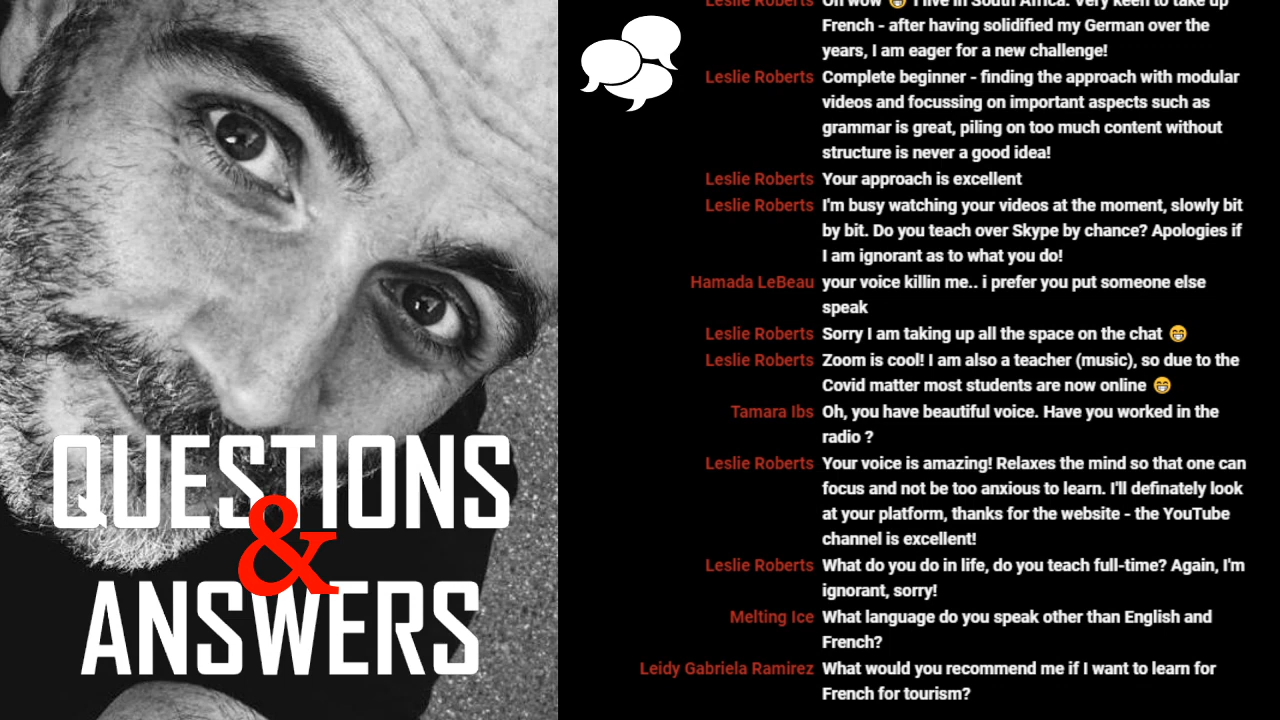 QUESTIONS
&
ANSWERS
Leslie Roberts Oh wow 😁 I live in South Africa. Very keen to take up
French - after having solidified my German over the
years, I am eager for a new challenge!
Leslie Roberts Complete beginner - finding the approach with modular
videos and focussing on important aspects such as
grammar is great, piling on too much content without
structure is never a good idea!
Leslie Roberts Your approach is excellent
Leslie Roberts I'm busy watching your videos at the moment, slowly bit
by bit. Do you teach over Skype by chance? Apologies if
I am ignorant as to what you do!
Hamada LeBeau your voice killin me.. i prefer you put someone else
speak
Leslie Roberts Sorry I am taking up all the space on the chat 😁
Leslie Roberts Zoom is cool! I am also a teacher (music), so due to the
Covid matter most students are now online 😁
Tamara Ibs Oh, you have beautiful voice. Have you worked in the
radio ?
Leslie Roberts Your voice is amazing! Relaxes the mind so that one can
focus and not be too anxious to learn. I'll definately look
at your platform, thanks for the website - the YouTube
channel is excellent!
Leslie Roberts What do you do in life, do you teach full-time? Again, I'm
ignorant, sorry!
Melting Ice What language do you speak other than English and
French?
Leidy Gabriela Ramirez What would you recommend me if I want to learn for
French for tourism?